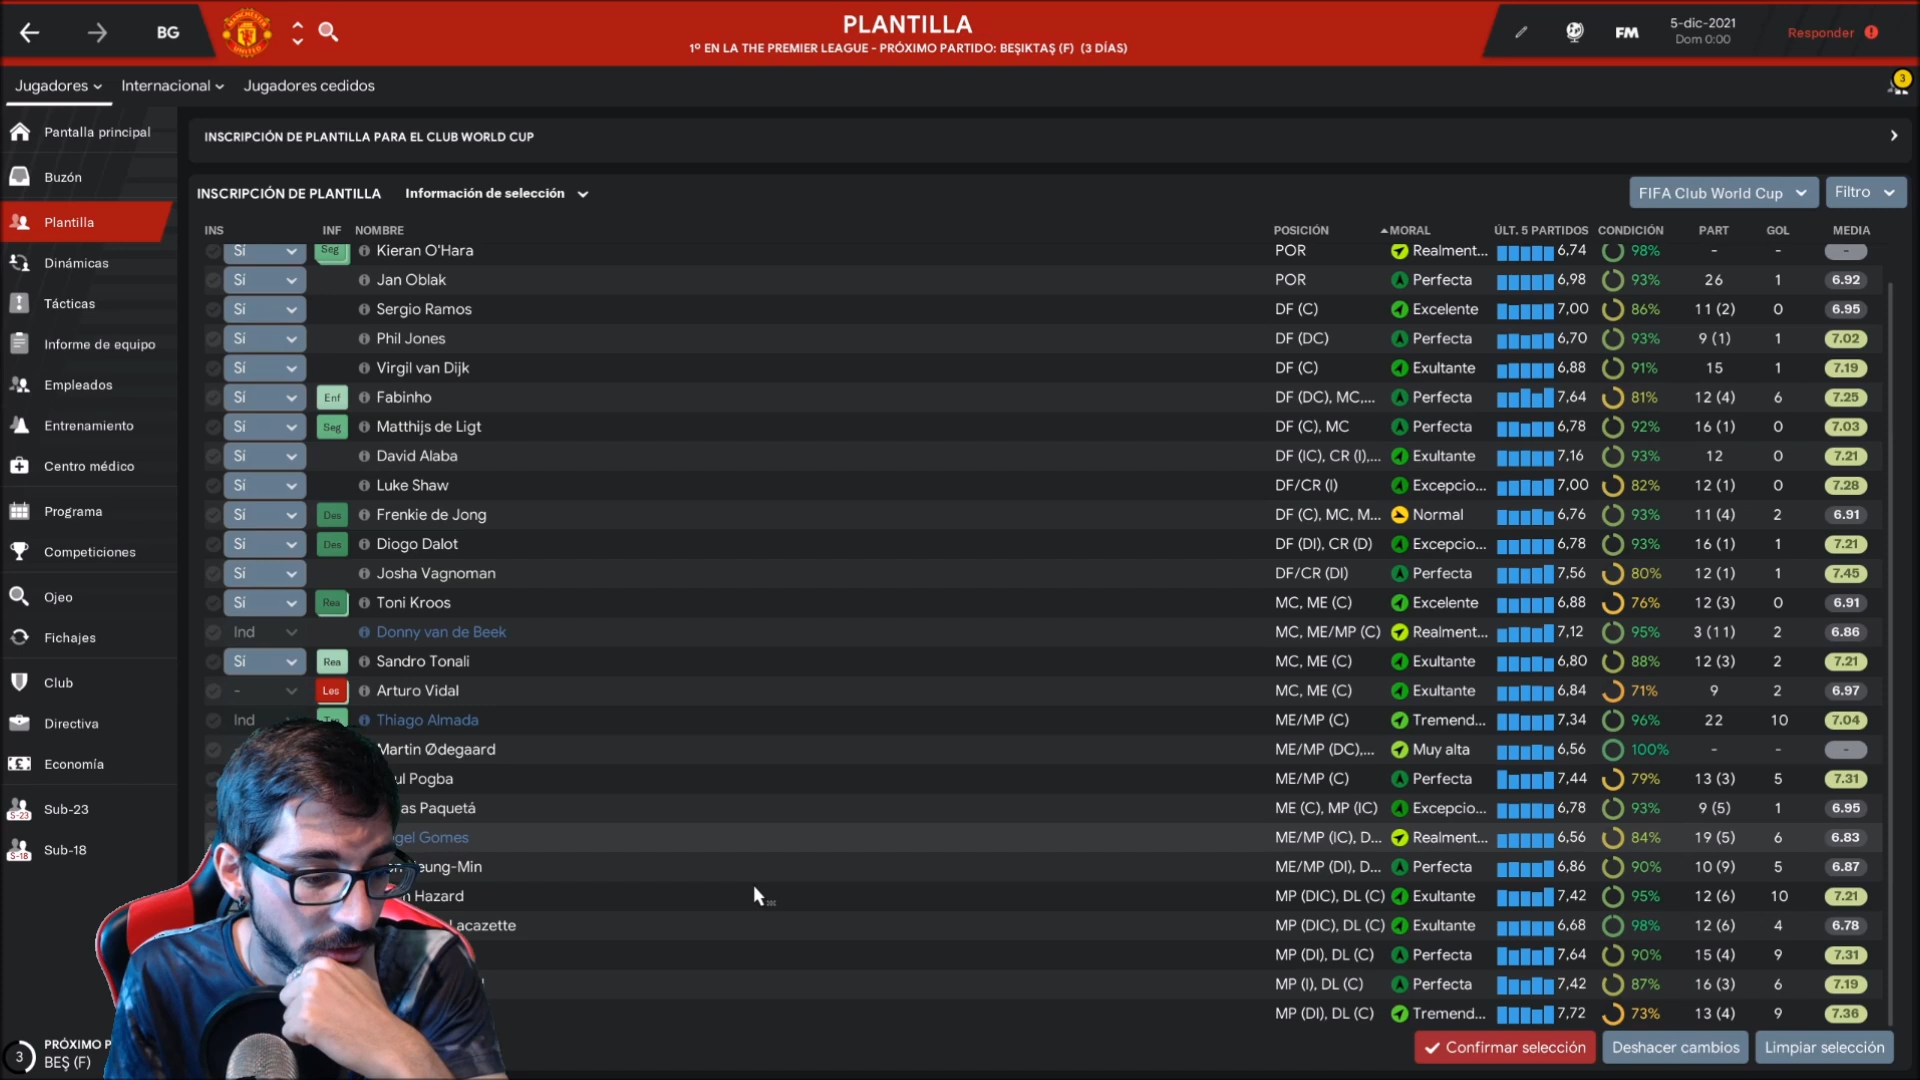 BG
PLANTILLA
1º EN LA THE PREMIER LEAGUE - PRÓXIMO PARTIDO: BEŞIKTAŞ (F) (3 DÍAS)
FM
5-dic-2021
Dom 0:00
Responder
Jugadores
Internacional
Jugadores cedidos
3
Pantalla principal
Buzón
Plantilla
Dinámicas
Tácticas
Informe de equipo
Empleados
Entrenamiento
Centro médico
Programa
Competiciones
Ojeo
Fichajes
Club
Directiva
Economía
S-23 Sub-23
S-18 Sub-18
INSCRIPCIÓN DE PLANTILLA PARA EL CLUB WORLD CUP
INSCRIPCIÓN DE PLANTILLA Información de selección
FIFA Club World Cup
Filtro
INS INF NOMBRE POSICIÓN MORAL ÚLT. 5 PARTIDOS CONDICIÓN PART GOL MEDIA
Sí Seg Kieran O'Hara POR Realment... 6,74 98% - - -
Sí Jan Oblak POR Perfecta 6,98 93% 26 1 6.92
Sí Sergio Ramos DF (C) Excelente 7,00 86% 11 (2) 0 6.95
Sí Phil Jones DF (DC) Perfecta 6,70 93% 9 (1) 1 7.02
Sí Virgil van Dijk DF (C) Exultante 6,88 91% 15 1 7.19
Sí Enf Fabinho DF (DC), MC,... Perfecta 7,64 81% 12 (4) 6 7.25
Sí Seg Matthijs de Ligt DF (C), MC Perfecta 6,78 92% 16 (1) 0 7.03
Sí David Alaba DF (IC), CR (I),... Exultante 7,16 93% 12 0 7.21
Sí Luke Shaw DF/CR (I) Excepcio... 7,00 82% 12 (1) 0 7.28
Sí Des Frenkie de Jong DF (C), MC, M... Normal 6,76 93% 11 (4) 2 6.91
Sí Des Diogo Dalot DF (DI), CR (D) Excepcio... 6,78 93% 16 (1) 1 7.21
Sí Josha Vagnoman DF/CR (DI) Perfecta 7,56 80% 12 (1) 1 7.45
Sí Rea Toni Kroos MC, ME (C) Excelente 6,88 76% 12 (3) 0 6.91
Ind Donny van de Beek MC, ME/MP (C) Realment... 7,12 95% 3 (11) 2 6.86
Sí Rea Sandro Tonali MC, ME (C) Exultante 6,80 88% 12 (3) 2 7.21
- Les Arturo Vidal MC, ME (C) Exultante 6,84 71% 9 2 6.97
Ind Thiago Almada ME/MP (C) Tremend... 7,34 96% 22 10 7.04
Martin Ødegaard ME/MP (DC),... Muy alta 6,56 100% - - -
ul Pogba ME/MP (C) Perfecta 7,44 79% 13 (3) 5 7.31
as Paquetá ME (C), MP (IC) Excepcio... 6,78 93% 9 (5) 1 6.95
gel Gomes ME/MP (IC), D... Realment... 6,56 84% 19 (5) 6 6.83
eung-Min ME/MP (DI), D... Perfecta 6,86 90% 10 (9) 5 6.87
Hazard MP (DIC), DL (C) Exultante 7,42 95% 12 (6) 10 7.21
Lacazette MP (DIC), DL (C) Exultante 6,68 98% 12 (6) 4 6.78
MP (DI), DL (C) Perfecta 7,64 90% 15 (4) 9 7.31
MP (I), DL (C) Perfecta 7,42 87% 16 (3) 6 7.19
MP (DI), DL (C) Tremend... 7,72 73% 13 (4) 9 7.36
3 PRÓXIMO P
BEŞ (F)
Confirmar selección
Deshacer cambios
Limpiar selección